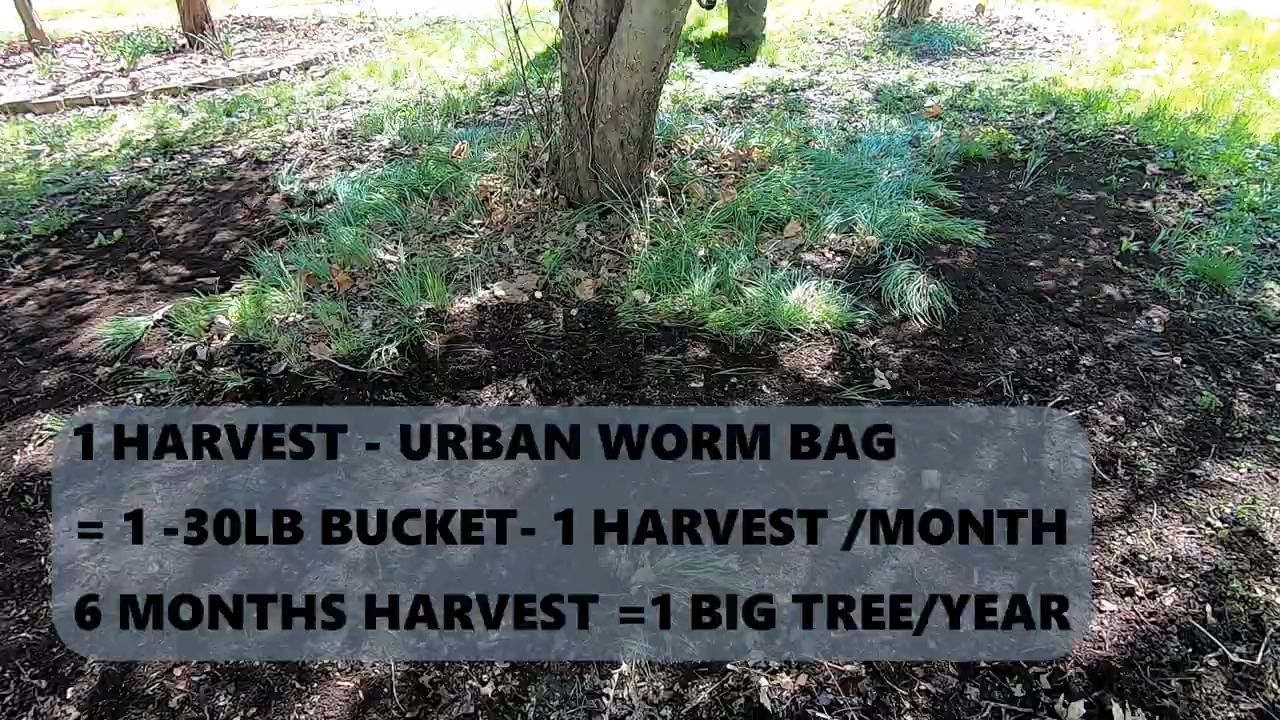 1 HARVEST - URBAN WORM BAG
= 1 -30LB BUCKET- 1 HARVEST /MONTH
6 MONTHS HARVEST =1 BIG TREE/YEAR